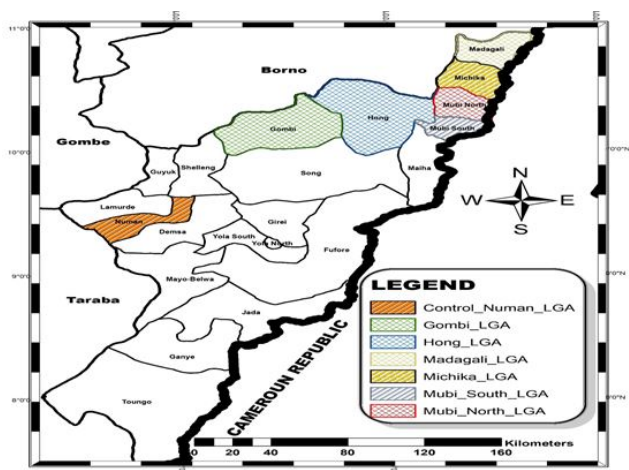 11°0'0"
Madagali
Borno
Michika
Mubi North
Hong
Gombi
Mubi South
Gombe
10°0'0"
Guyuk
Shelleng
Song
Maiha
N
W
E
S
Lamurde
Numan
Demsa
Girei
Yola South
Yola North
Fufore
9°0'0"
Mayo-Belwa
Taraba
Jada
Ganye
Toungo
8°0'0"
CAMEROUN REPUBLIC
LEGEND
Control_Numan_LGA
Gombi_LGA
Hong_LGA
Madagali_LGA
Michika_LGA
Mubi_South_LGA
Mubi_North_LGA
Kilometers
0 10 20 40 80 120 160